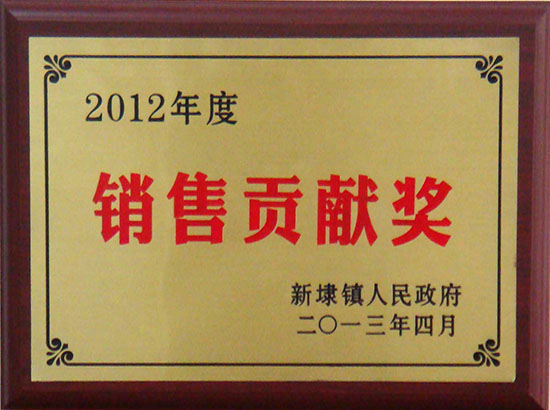 2012年度
销售贡献奖
新埭镇人民政府
二〇一三年四月